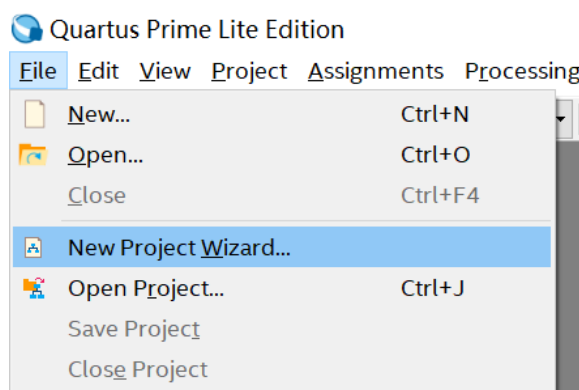 Quartus Prime Lite Edition
File Edit View Project Assignments Processing
New... Ctrl+N
Open... Ctrl+O
Close Ctrl+F4
New Project Wizard...
Open Project... Ctrl+J
Save Project
Close Project